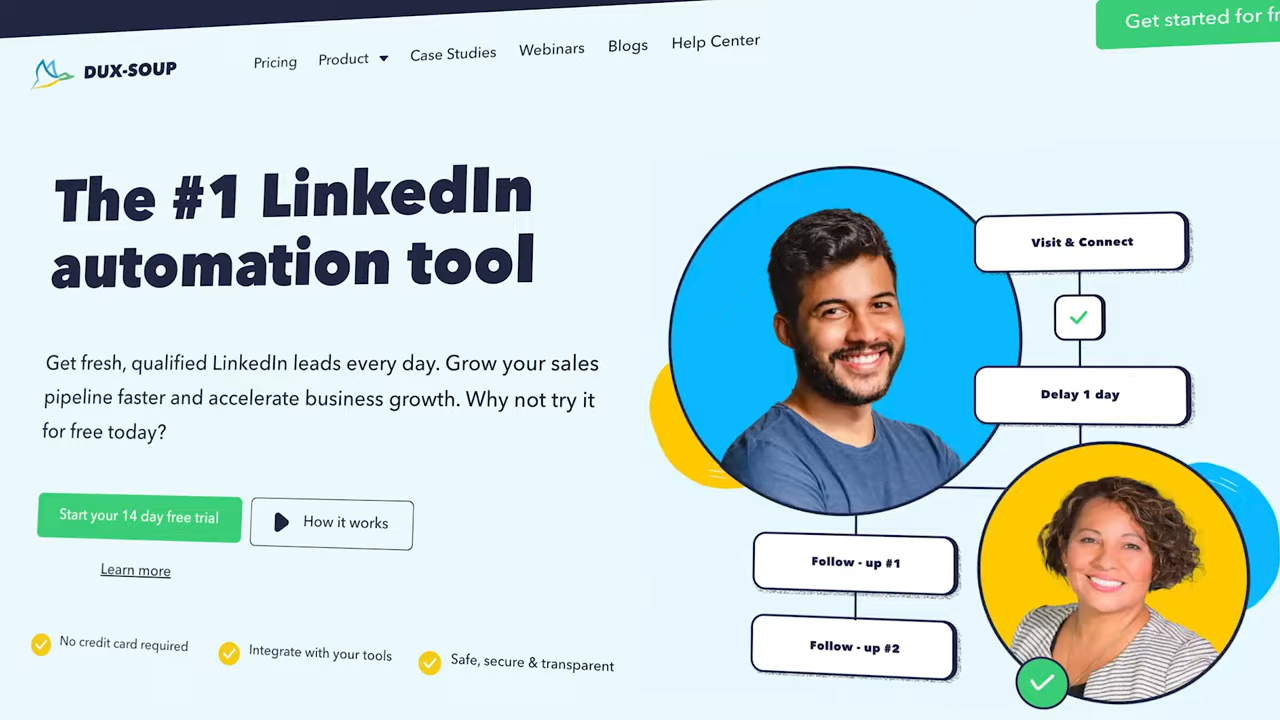 DUX-SOUP
Pricing
Product
Case Studies
Webinars
Blogs
Help Center
Get started for fr
The #1 LinkedIn
automation tool
Get fresh, qualified LinkedIn leads every day. Grow your sales
pipeline faster and accelerate business growth. Why not try it
for free today?
Start your 14 day free trial
How it works
Learn more
No credit card required
Integrate with your tools
Safe, secure & transparent
Visit & Connect
Delay 1 day
Follow - up #1
Follow - up #2